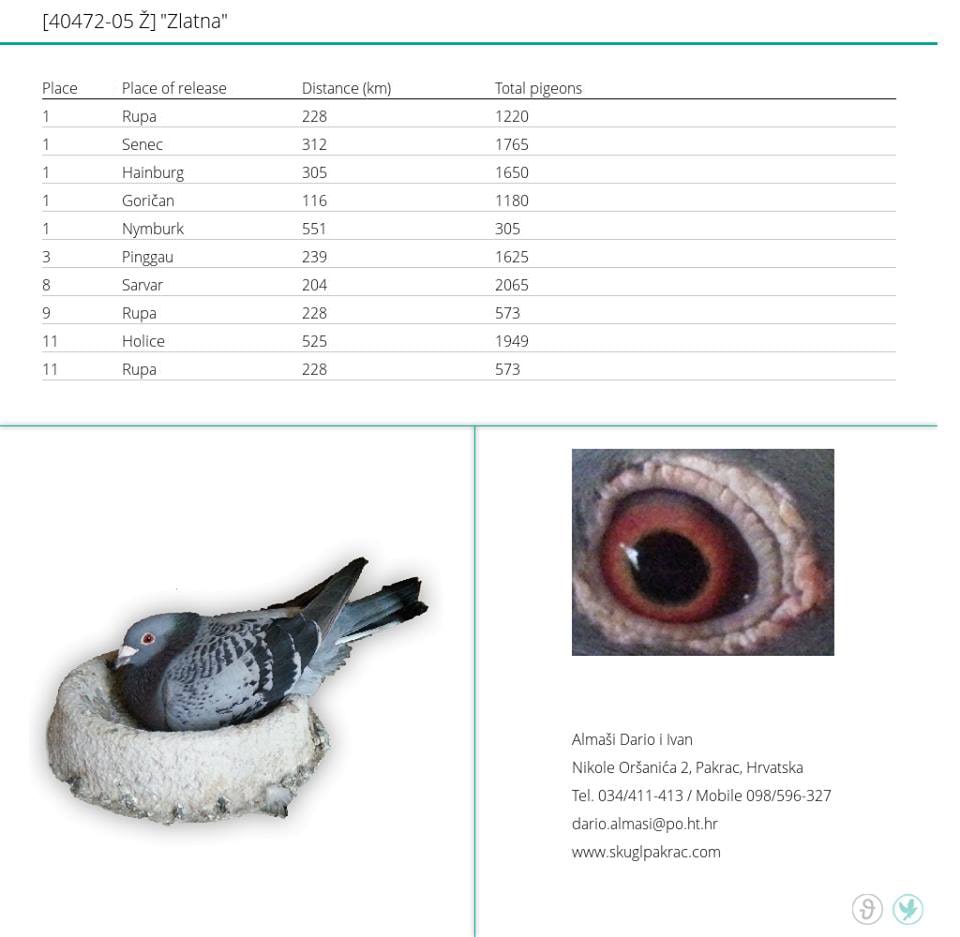 [40472-05 Ž] "Zlatna"
Place Place of release Distance (km) Total pigeons
1 Rupa 228 1220
1 Senec 312 1765
1 Hainburg 305 1650
1 Goričan 116 1180
1 Nymburk 551 305
3 Pinggau 239 1625
8 Sarvar 204 2065
9 Rupa 228 573
11 Holice 525 1949
11 Rupa 228 573
Almaši Dario i Ivan
Nikole Oršanića 2, Pakrac, Hrvatska
Tel. 034/411-413 / Mobile 098/596-327
dario.almasi@po.ht.hr
www.skuglpakrac.com